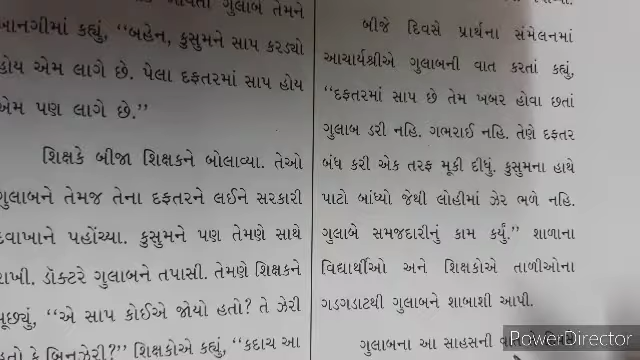 ગુલાબે તેમને
ખાનગીમાં કહ્યું, “બહેન, કુસુમને સાપ કરડ્યો
હોય એમ લાગે છે. પેલા દફતરમાં સાપ હોય
એમ પણ લાગે છે.”
શિક્ષકે બીજા શિક્ષકને બોલાવ્યા. તેઓ
ગુલાબને તેમજ તેના દફતરને લઈને સરકારી
દવાખાને પહોંચ્યા. કુસુમને પણ તેમણે સાથે
રાખી. ડૉક્ટરે ગુલાબને તપાસી. તેમણે શિક્ષકને
પૂછ્યું, “એ સાપ કોઈએ જોયો હતો? તે ઝેરી
હતો કે બિનઝેરી?” શિક્ષકોએ કહ્યું, “કદાચ આ
બીજે દિવસે પ્રાર્થના સંમેલનમાં
આચાર્યશ્રીએ ગુલાબની વાત કરતાં કહ્યું,
“દફતરમાં સાપ છે તેમ ખબર હોવા છતાં
ગુલાબ ડરી નહિ. ગભરાઈ નહિ. તેણે દફતર
બંધ કરી એક તરફ મૂકી દીધું. કુસુમના હાથે
પાટો બાંધ્યો જેથી લોહીમાં ઝેર ભળે નહિ.
ગુલાબે સમજદારીનું કામ કર્યું.” શાળાના
વિદ્યાર્થીઓ અને શિક્ષકોએ તાળીઓના
ગડગડાટથી ગુલાબને શાબાશી આપી.
ગુલાબના આ સાહસની
PowerDirector